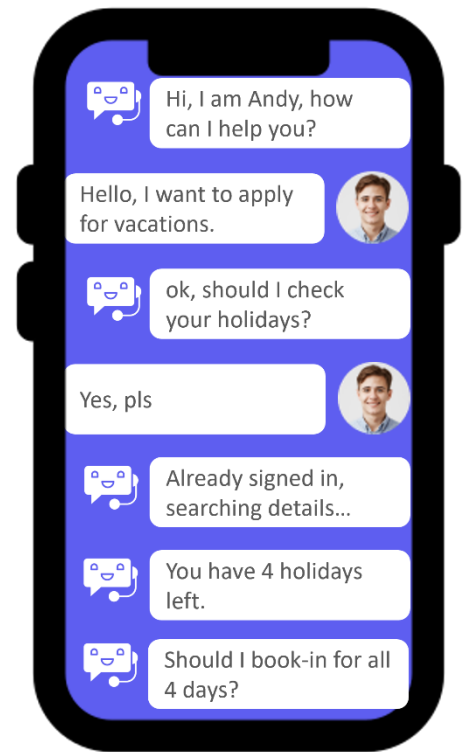 Hi, I am Andy, how
can I help you?
Hello, I want to apply
for vacations.
ok, should I check
your holidays?
Yes, pls
Already signed in,
searching details...
You have 4 holidays
left.
Should I book-in for all
4 days?